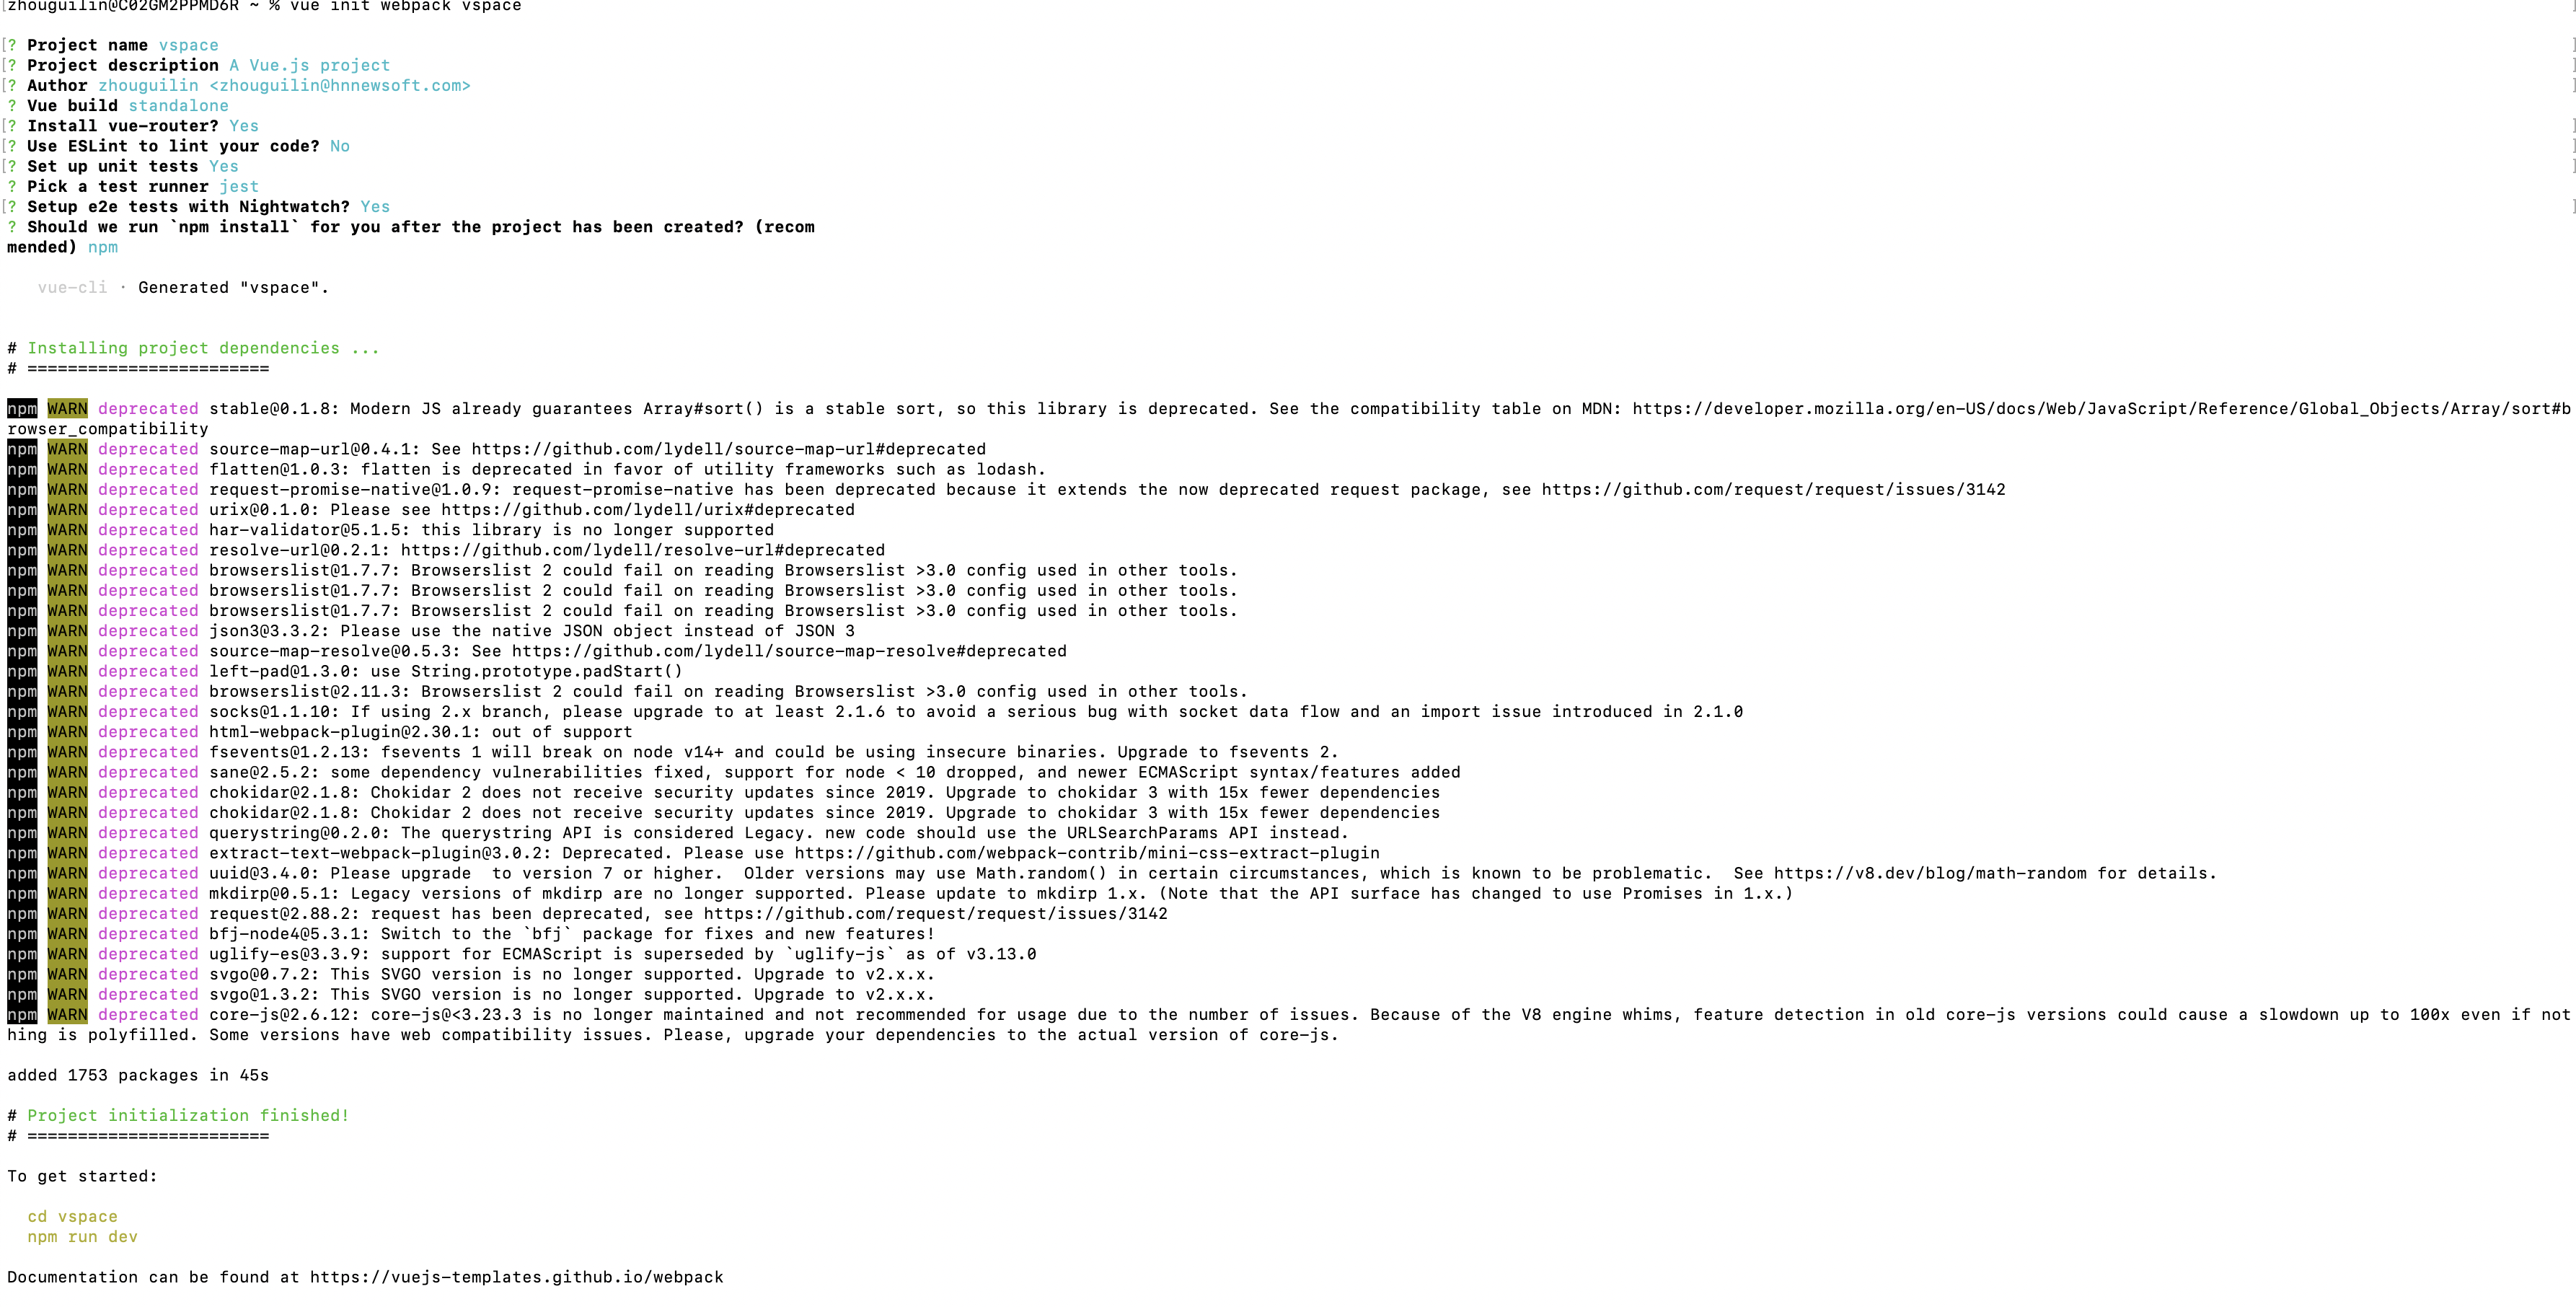 [zhouguilin@C02GM2PPMD6R ~ % vue init webpack vspace ]
[? Project name vspace ]
[? Project description A Vue.js project ]
[? Author zhouguilin <zhouguilin@hnnewsoft.com> ]
? Vue build standalone
[? Install vue-router? Yes ]
[? Use ESLint to lint your code? No ]
[? Set up unit tests Yes ]
? Pick a test runner jest
[? Setup e2e tests with Nightwatch? Yes ]
? Should we run `npm install` for you after the project has been created? (recom
mended) npm
vue-cli · Generated "vspace".
# Installing project dependencies ...
# ========================
npm WARN deprecated stable@0.1.8: Modern JS already guarantees Array#sort() is a stable sort, so this library is deprecated. See the compatibility table on MDN: https://developer.mozilla.org/en-US/docs/Web/JavaScript/Reference/Global_Objects/Array/sort#b
rowser_compatibility
npm WARN deprecated source-map-url@0.4.1: See https://github.com/lydell/source-map-url#deprecated
npm WARN deprecated flatten@1.0.3: flatten is deprecated in favor of utility frameworks such as lodash.
npm WARN deprecated request-promise-native@1.0.9: request-promise-native has been deprecated because it extends the now deprecated request package, see https://github.com/request/request/issues/3142
npm WARN deprecated urix@0.1.0: Please see https://github.com/lydell/urix#deprecated
npm WARN deprecated har-validator@5.1.5: this library is no longer supported
npm WARN deprecated resolve-url@0.2.1: https://github.com/lydell/resolve-url#deprecated
npm WARN deprecated browserslist@1.7.7: Browserslist 2 could fail on reading Browserslist >3.0 config used in other tools.
npm WARN deprecated browserslist@1.7.7: Browserslist 2 could fail on reading Browserslist >3.0 config used in other tools.
npm WARN deprecated browserslist@1.7.7: Browserslist 2 could fail on reading Browserslist >3.0 config used in other tools.
npm WARN deprecated json3@3.3.2: Please use the native JSON object instead of JSON 3
npm WARN deprecated source-map-resolve@0.5.3: See https://github.com/lydell/source-map-resolve#deprecated
npm WARN deprecated left-pad@1.3.0: use String.prototype.padStart()
npm WARN deprecated browserslist@2.11.3: Browserslist 2 could fail on reading Browserslist >3.0 config used in other tools.
npm WARN deprecated socks@1.1.10: If using 2.x branch, please upgrade to at least 2.1.6 to avoid a serious bug with socket data flow and an import issue introduced in 2.1.0
npm WARN deprecated html-webpack-plugin@2.30.1: out of support
npm WARN deprecated fsevents@1.2.13: fsevents 1 will break on node v14+ and could be using insecure binaries. Upgrade to fsevents 2.
npm WARN deprecated sane@2.5.2: some dependency vulnerabilities fixed, support for node < 10 dropped, and newer ECMAScript syntax/features added
npm WARN deprecated chokidar@2.1.8: Chokidar 2 does not receive security updates since 2019. Upgrade to chokidar 3 with 15x fewer dependencies
npm WARN deprecated chokidar@2.1.8: Chokidar 2 does not receive security updates since 2019. Upgrade to chokidar 3 with 15x fewer dependencies
npm WARN deprecated querystring@0.2.0: The querystring API is considered Legacy. new code should use the URLSearchParams API instead.
npm WARN deprecated extract-text-webpack-plugin@3.0.2: Deprecated. Please use https://github.com/webpack-contrib/mini-css-extract-plugin
npm WARN deprecated uuid@3.4.0: Please upgrade  to version 7 or higher.  Older versions may use Math.random() in certain circumstances, which is known to be problematic.  See https://v8.dev/blog/math-random for details.
npm WARN deprecated mkdirp@0.5.1: Legacy versions of mkdirp are no longer supported. Please update to mkdirp 1.x. (Note that the API surface has changed to use Promises in 1.x.)
npm WARN deprecated request@2.88.2: request has been deprecated, see https://github.com/request/request/issues/3142
npm WARN deprecated bfj-node4@5.3.1: Switch to the `bfj` package for fixes and new features!
npm WARN deprecated uglify-es@3.3.9: support for ECMAScript is superseded by `uglify-js` as of v3.13.0
npm WARN deprecated svgo@0.7.2: This SVGO version is no longer supported. Upgrade to v2.x.x.
npm WARN deprecated svgo@1.3.2: This SVGO version is no longer supported. Upgrade to v2.x.x.
npm WARN deprecated core-js@2.6.12: core-js@<3.23.3 is no longer maintained and not recommended for usage due to the number of issues. Because of the V8 engine whims, feature detection in old core-js versions could cause a slowdown up to 100x even if not
hing is polyfilled. Some versions have web compatibility issues. Please, upgrade your dependencies to the actual version of core-js.
added 1753 packages in 45s
# Project initialization finished!
# ========================
To get started:
cd vspace
npm run dev
Documentation can be found at https://vuejs-templates.github.io/webpack